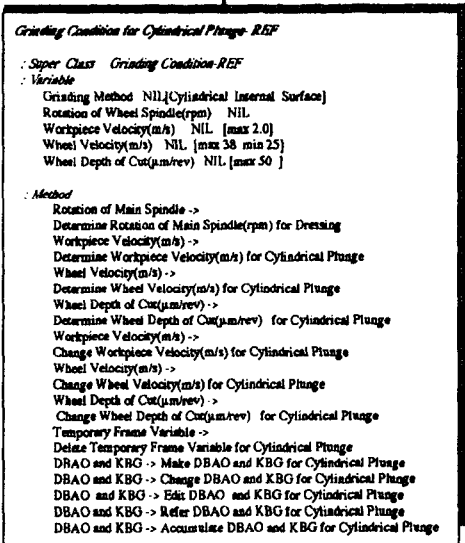 Grinding Condition for Cylindrical Plunge- REF
: Super Class Grinding Condition-REF
: Variable
Grinding Method NIL[Cylindrical Internal Surface]
Rotation of Wheel Spindle(rpm) NIL
Workpiece Velocity(m/s) NIL [max 2.0]
Wheel Velocity(m/s) NIL [max 38 min 25]
Wheel Depth of Cut(μm/rev) NIL [max 50 ]
: Method
Rotation of Main Spindle ->
Determine Rotation of Main Spindle(rpm) for Dressing
Workpiece Velocity(m/s) ->
Determine Workpiece Velocity(m/s) for Cylindrical Plunge
Wheel Velocity(m/s) ->
Determine Wheel Velocity(m/s) for Cylindrical Plunge
Wheel Depth of Cut(μm/rev) ->
Determine Wheel Depth of Cut(μm/rev) for Cylindrical Plunge
Workpiece Velocity(m/s) ->
Change Workpiece Velocity(m/s) for Cylindrical Plunge
Wheel Velocity(m/s) ->
Change Wheel Velocity(m/s) for Cylindrical Plunge
Wheel Depth of Cut(μm/rev) ->
Change Wheel Depth of Cut(μm/rev) for Cylindrical Plunge
Temporary Frame Variable ->
Delete Temporary Frame Variable for Cylindrical Plunge
DBAO and KBG -> Make DBAO and KBG for Cylindrical Plunge
DBAO and KBG -> Change DBAO and KBG for Cylindrical Plunge
DBAO and KBG -> Edit DBAO and KBG for Cylindrical Plunge
DBAO and KBG -> Refer DBAO and KBG for Cylindrical Plunge
DBAO and KBG -> Accumulate DBAO and KBG for Cylindrical Plunge